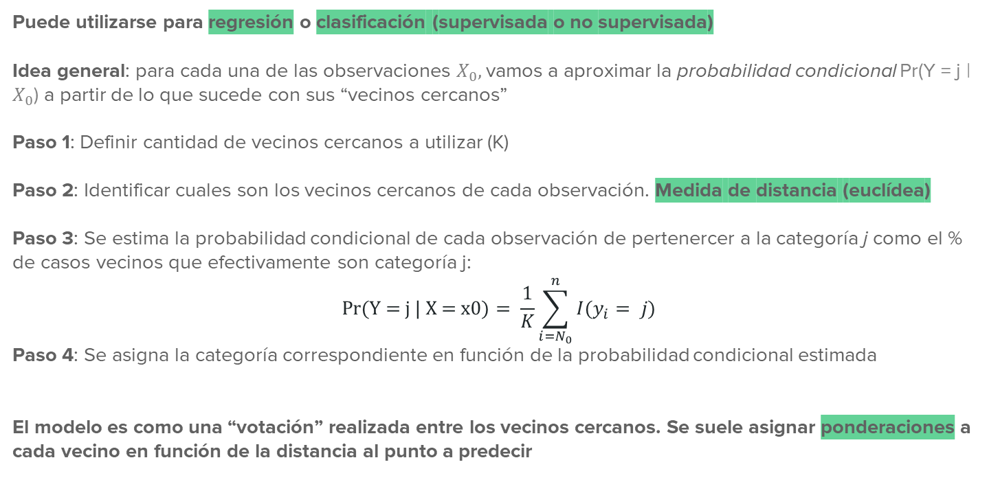 Puede utilizarse para regresión o clasificación (supervisada o no supervisada)
Idea general: para cada una de las observaciones X₀, vamos a aproximar la probabilidad condicional Pr(Y = j |
X₀) a partir de lo que sucede con sus “vecinos cercanos”
Paso 1: Definir cantidad de vecinos cercanos a utilizar (K)
Paso 2: Identificar cuales son los vecinos cercanos de cada observación. Medida de distancia (euclídea)
Paso 3: Se estima la probabilidad condicional de cada observación de pertenercer a la categoría j como el %
de casos vecinos que efectivamente son categoría j:
Pr(Y = j | X = x0) = \frac{1}{K} \sum_{i=N_0}^{n} I(y_i = j)
Paso 4: Se asigna la categoría correspondiente en función de la probabilidad condicional estimada
El modelo es como una “votación” realizada entre los vecinos cercanos. Se suele asignar ponderaciones a
cada vecino en función de la distancia al punto a predecir